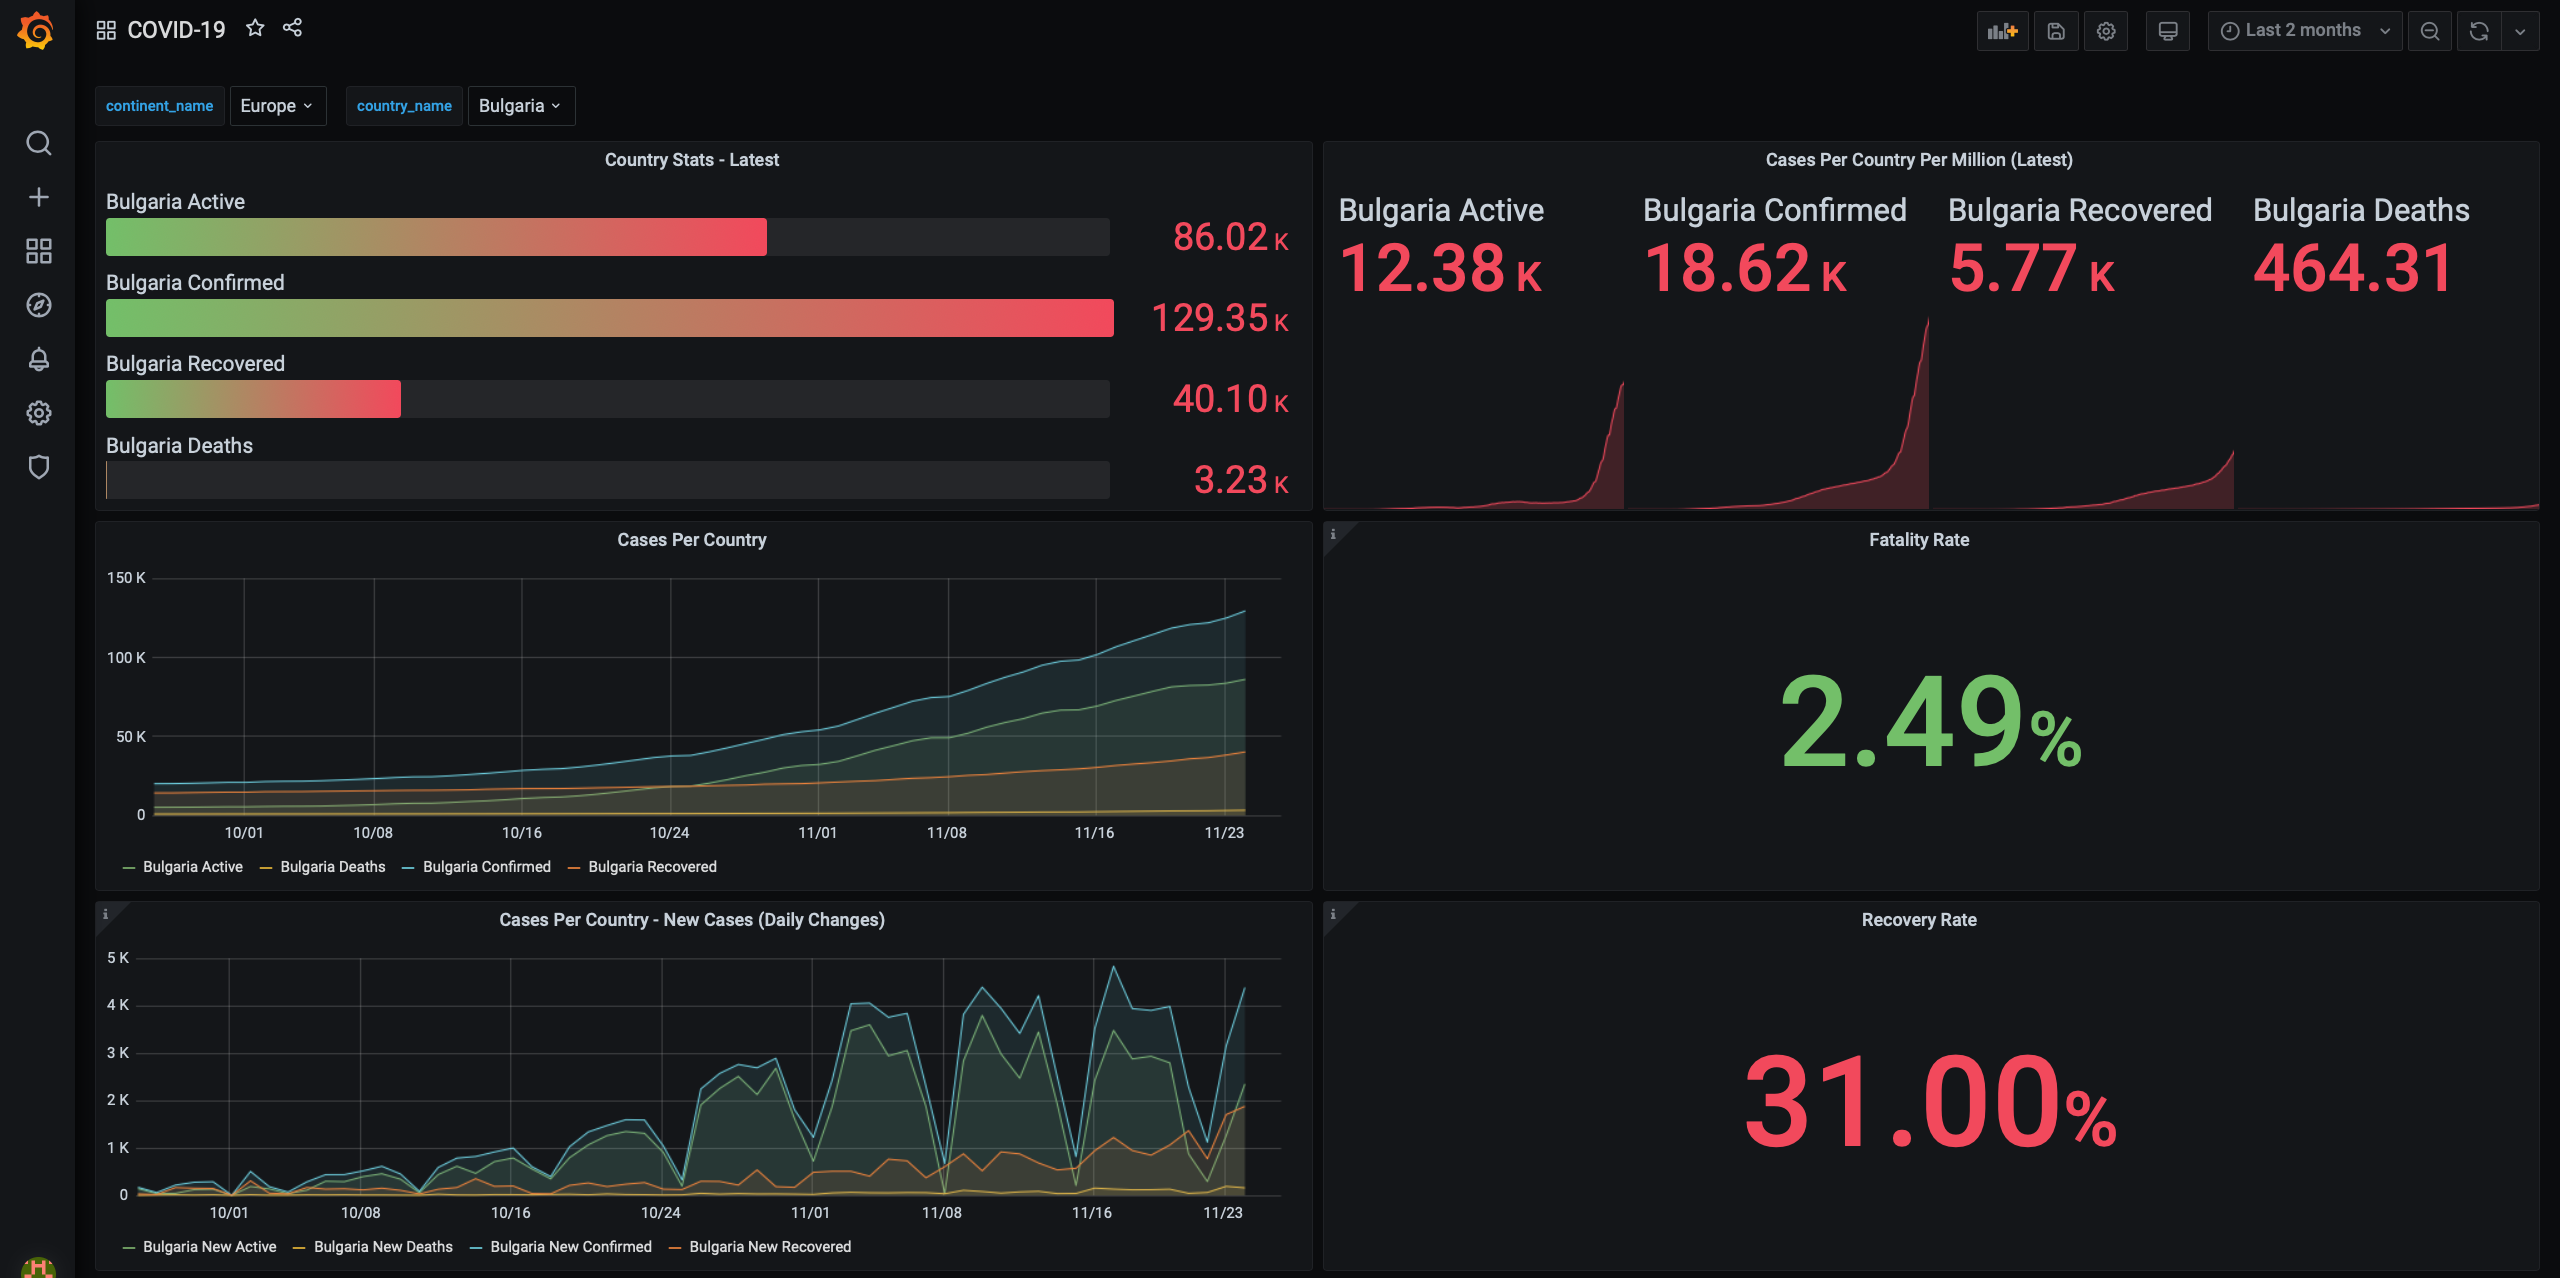 COVID-19
Last 2 months
continent_name Europe country_name Bulgaria
Country Stats - Latest
Bulgaria Active
86.02 K
Bulgaria Confirmed
129.35 K
Bulgaria Recovered
40.10 K
Bulgaria Deaths
3.23 K
Cases Per Country Per Million (Latest)
Bulgaria Active
12.38 K
Bulgaria Confirmed
18.62 K
Bulgaria Recovered
5.77 K
Bulgaria Deaths
464.31
Cases Per Country
150 K
100 K
50 K
0
10/01 10/08 10/16 10/24 11/01 11/08 11/16 11/23
Bulgaria Active Bulgaria Deaths Bulgaria Confirmed Bulgaria Recovered
i
Fatality Rate
2.49%
i
Cases Per Country - New Cases (Daily Changes)
5 K
4 K
3 K
2 K
1 K
0
10/01 10/08 10/16 10/24 11/01 11/08 11/16 11/23
Bulgaria New Active Bulgaria New Deaths Bulgaria New Confirmed Bulgaria New Recovered
i
Recovery Rate
31.00%